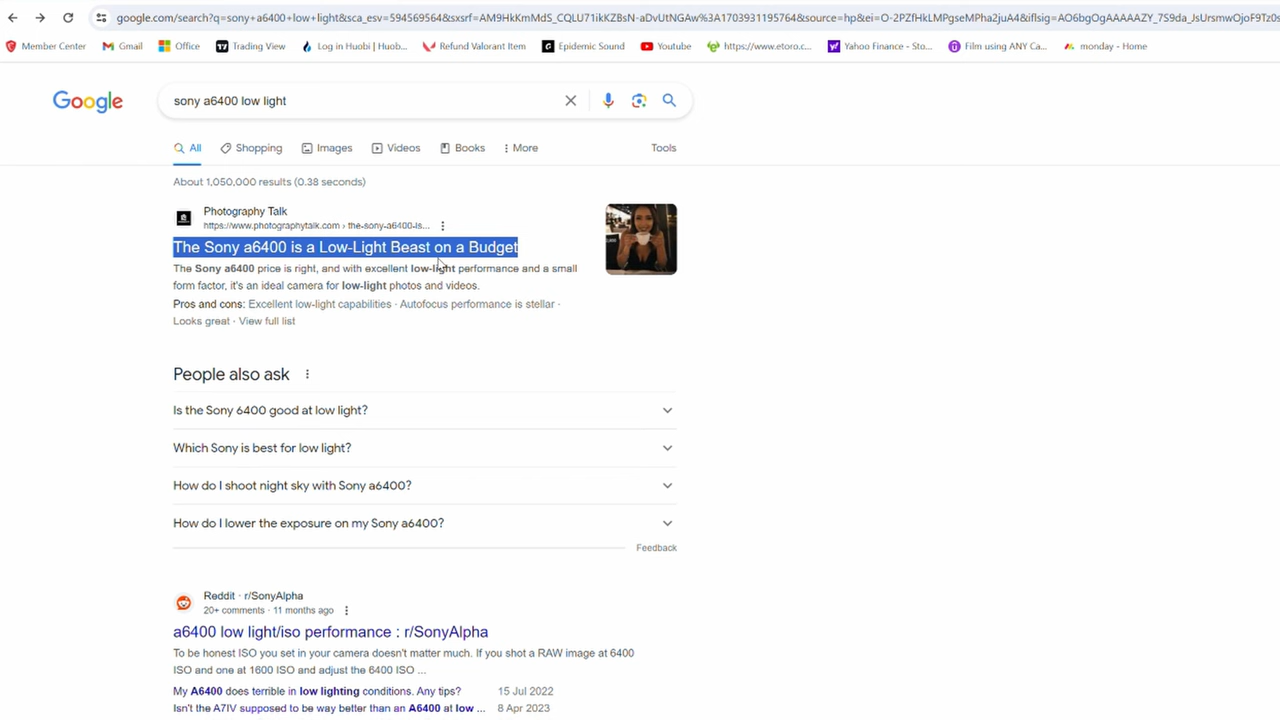 google.com/search?q=sony+a6400+low+light&sca_esv=594569564&sxsrf=AM9HkKmMdS_CQLU71ikKZBsN-aDvUtNGAw%3A1703931195764&source=hp&ei=O-2PZfHkLMPgseMPha2juA4&iflsig=AO6bgOgAAAAAZY_7S9da_JsUrsmwOjoF9Tz0s
Member Center
Gmail
Office
Trading View
Log in Huobi | Huob...
Refund Valorant Item
Epidemic Sound
Youtube
https://www.etoro.c...
Yahoo Finance - Sto...
Film using ANY Ca...
monday - Home
Google
sony a6400 low light
All
Shopping
Images
Videos
Books
More
Tools
About 1,050,000 results (0.38 seconds)
Photography Talk
https://www.photographytalk.com › the-sony-a6400-is...
The Sony a6400 is a Low-Light Beast on a Budget
The Sony a6400 price is right, and with excellent low-light performance and a small
form factor, it's an ideal camera for low-light photos and videos.
Pros and cons: Excellent low-light capabilities · Autofocus performance is stellar ·
Looks great · View full list
People also ask
Is the Sony 6400 good at low light?
Which Sony is best for low light?
How do I shoot night sky with Sony a6400?
How do I lower the exposure on my Sony a6400?
Feedback
Reddit · r/SonyAlpha
20+ comments · 11 months ago
a6400 low light/iso performance : r/SonyAlpha
To be honest ISO you set in your camera doesn't matter much. If you shot a RAW image at 6400
ISO and one at 1600 ISO and adjust the 6400 ISO ...
My A6400 does terrible in low lighting conditions. Any tips? 15 Jul 2022
Isn't the A7IV supposed to be way better than an A6400 at low ... 8 Apr 2023